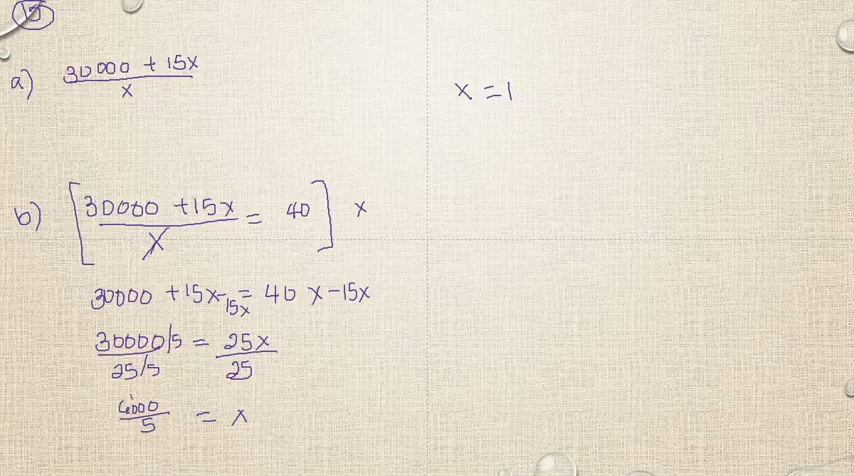 15
a) (30000 + 15x)/x
x = 1
b) [(30000 + 15x)/x = 40] x
30000 + 15x - 15x = 40x - 15x
(30000/5)/(25/5) = 25x/25
6000/5 = x